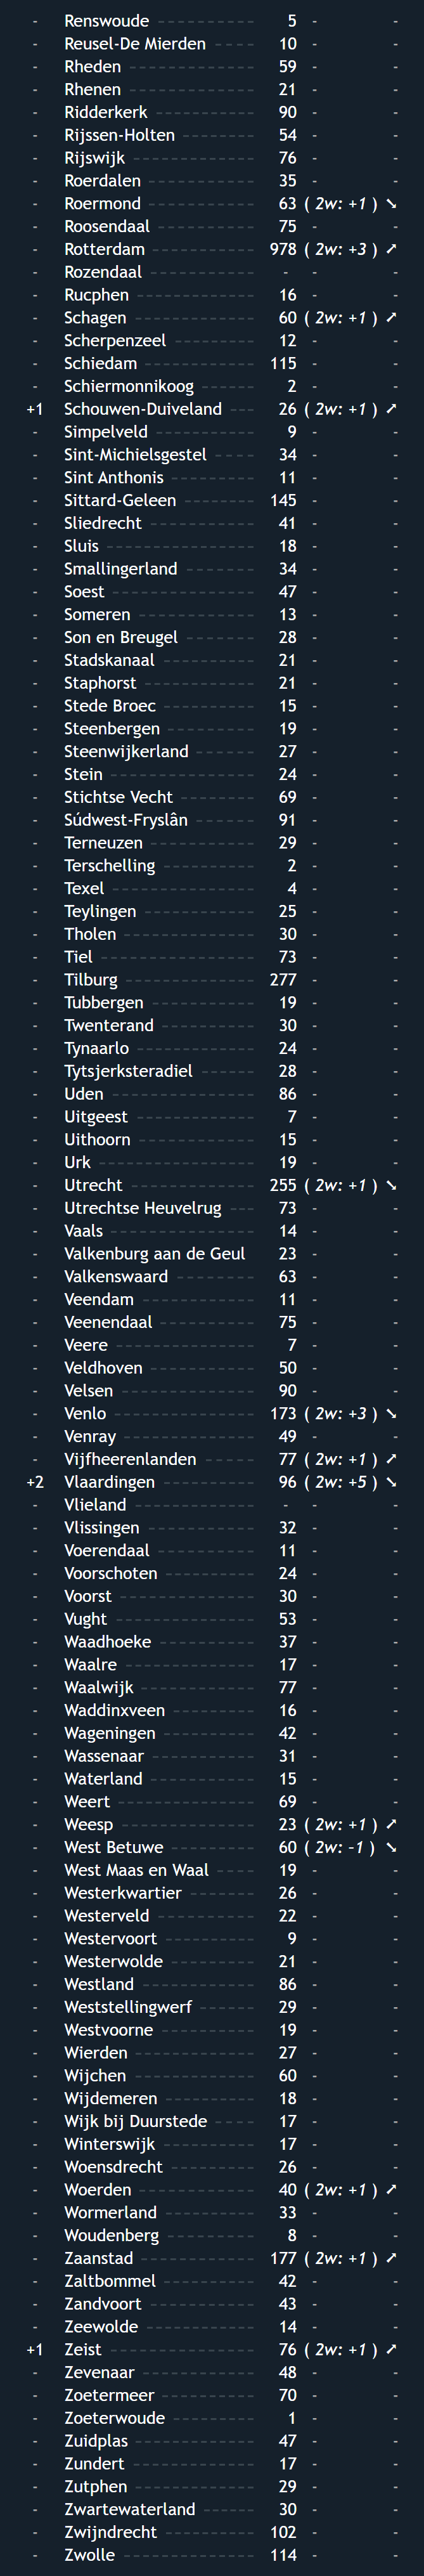 - Renswoude ---------- 5 - -
- Reusel-De Mierden ---- 10 - -
- Rheden ------------- 59 - -
- Rhenen ------------- 21 - -
- Ridderkerk ---------- 90 - -
- Rijssen-Holten -------- 54 - -
- Rijswijk ------------ 76 - -
- Roerdalen ----------- 35 - -
- Roermond ---------- 63 ( 2w: +1 ) ➘
- Roosendaal ---------- 75 - -
- Rotterdam ---------- 978 ( 2w: +3 ) ➚
- Rozendaal ---------- - - -
- Rucphen ------------ 16 - -
- Schagen ------------ 60 ( 2w: +1 ) ➚
- Scherpenzeel -------- 12 - -
- Schiedam ----------- 115 - -
- Schiermonnikoog ----- 2 - -
+1 Schouwen-Duiveland --- 26 ( 2w: +1 ) ➚
- Simpelveld ---------- 9 - -
- Sint-Michielsgestel ---- 34 - -
- Sint Anthonis --------- 11 - -
- Sittard-Geleen ------- 145 - -
- Sliedrecht ----------- 41 - -
- Sluis --------------- 18 - -
- Smallingerland ------- 34 - -
- Soest -------------- 47 - -
- Someren ------------ 13 - -
- Son en Breugel ------- 28 - -
- Stadskanaal --------- 21 - -
- Staphorst ----------- 21 - -
- Stede Broec --------- 15 - -
- Steenbergen --------- 19 - -
- Steenwijkerland ------ 27 - -
- Stein -------------- 24 - -
- Stichtse Vecht -------- 69 - -
- Súdwest-Fryslân ------ 91 - -
- Terneuzen ----------- 29 - -
- Terschelling --------- 2 - -
- Texel -------------- 4 - -
- Teylingen ----------- 25 - -
- Tholen ------------- 30 - -
- Tiel --------------- 73 - -
- Tilburg ------------- 277 - -
- Tubbergen ---------- 19 - -
- Twenterand --------- 30 - -
- Tynaarlo ------------ 24 - -
- Tytsjerksteradiel ------ 28 - -
- Uden -------------- 86 - -
- Uitgeest ------------ 7 - -
- Uithoorn ------------ 15 - -
- Urk ---------------- 19 - -
- Utrecht ------------- 255 ( 2w: +1 ) ➘
- Utrechtse Heuvelrug --- 73 - -
- Vaals -------------- 14 - -
- Valkenburg aan de Geul 23 - -
- Valkenswaard -------- 63 - -
- Veendam ----------- 11 - -
- Veenendaal ---------- 75 - -
- Veere -------------- 7 - -
- Veldhoven ----------- 50 - -
- Velsen ------------- 90 - -
- Venlo -------------- 173 ( 2w: +3 ) ➘
- Venray ------------- 49 - -
- Vijfheerenlanden ----- 77 ( 2w: +1 ) ➚
+2 Vlaardingen ---------- 96 ( 2w: +5 ) ➘
- Vlieland ------------ - - -
- Vlissingen ----------- 32 - -
- Voerendaal ---------- 11 - -
- Voorschoten --------- 24 - -
- Voorst ------------- 30 - -
- Vught -------------- 53 - -
- Waadhoeke ---------- 37 - -
- Waalre ------------- 17 - -
- Waalwijk ------------ 77 - -
- Waddinxveen -------- 16 - -
- Wageningen --------- 42 - -
- Wassenaar ---------- 31 - -
- Waterland ----------- 15 - -
- Weert -------------- 69 - -
- Weesp ------------- 23 ( 2w: +1 ) ➚
- West Betuwe -------- 60 ( 2w: -1 ) ➘
- West Maas en Waal ---- 19 - -
- Westerkwartier ------- 26 - -
- Westerveld ---------- 22 - -
- Westervoort --------- 9 - -
- Westerwolde --------- 21 - -
- Westland ------------ 86 - -
- Weststellingwerf ------ 29 - -
- Westvoorne --------- 19 - -
- Wierden ------------ 27 - -
- Wijchen ------------ 60 - -
- Wijdemeren --------- 18 - -
- Wijk bij Duurstede ---- 17 - -
- Winterswijk ---------- 17 - -
- Woensdrecht -------- 26 - -
- Woerden ----------- 40 ( 2w: +1 ) ➚
- Wormerland --------- 33 - -
- Woudenberg --------- 8 - -
- Zaanstad ------------ 177 ( 2w: +1 ) ➚
- Zaltbommel --------- 42 - -
- Zandvoort ----------- 43 - -
- Zeewolde ----------- 14 - -
+1 Zeist -------------- 76 ( 2w: +1 ) ➚
- Zevenaar ----------- 48 - -
- Zoetermeer ---------- 70 - -
- Zoeterwoude -------- 1 - -
- Zuidplas ------------ 47 - -
- Zundert ------------ 17 - -
- Zutphen ------------ 29 - -
- Zwartewaterland ------ 30 - -
- Zwijndrecht --------- 102 - -
- Zwolle ------------- 114 - -